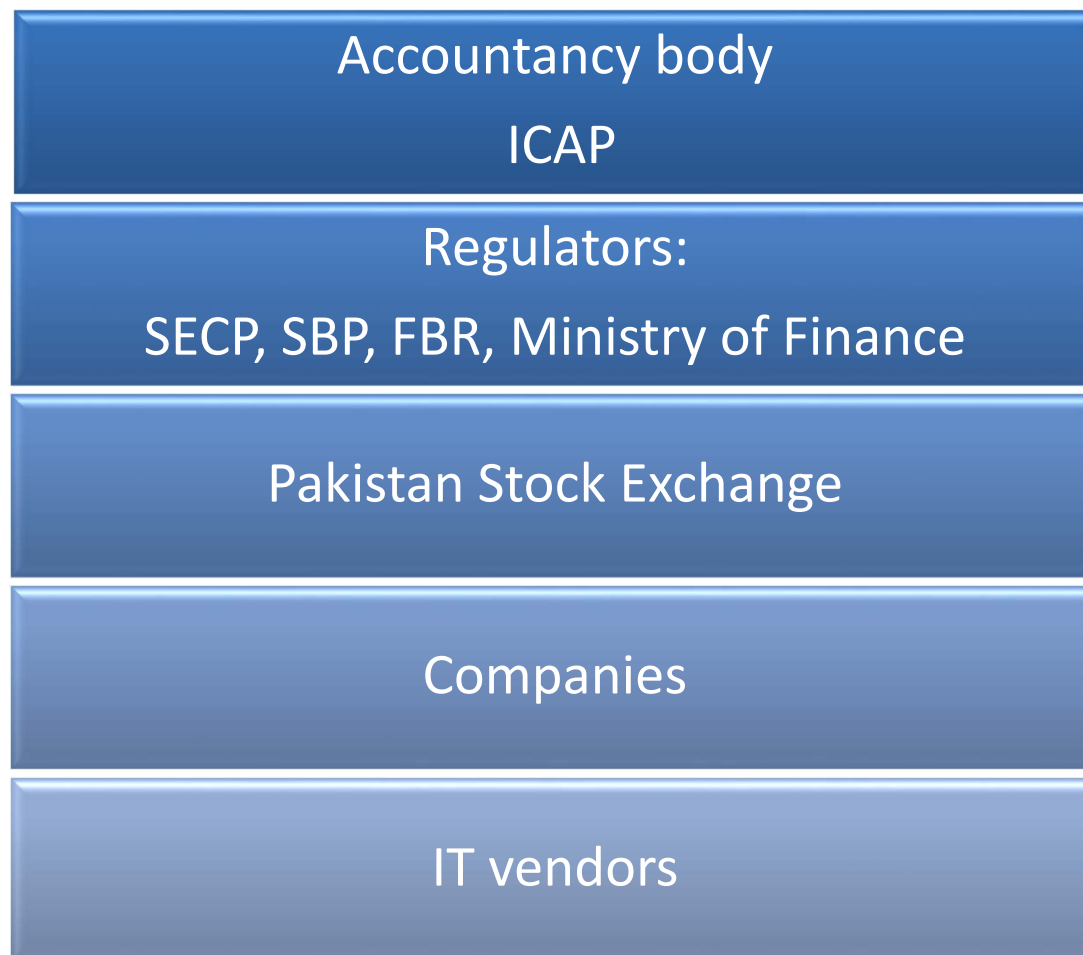 Accountancy body
ICAP
Regulators:
SECP, SBP, FBR, Ministry of Finance
Pakistan Stock Exchange
Companies
IT vendors